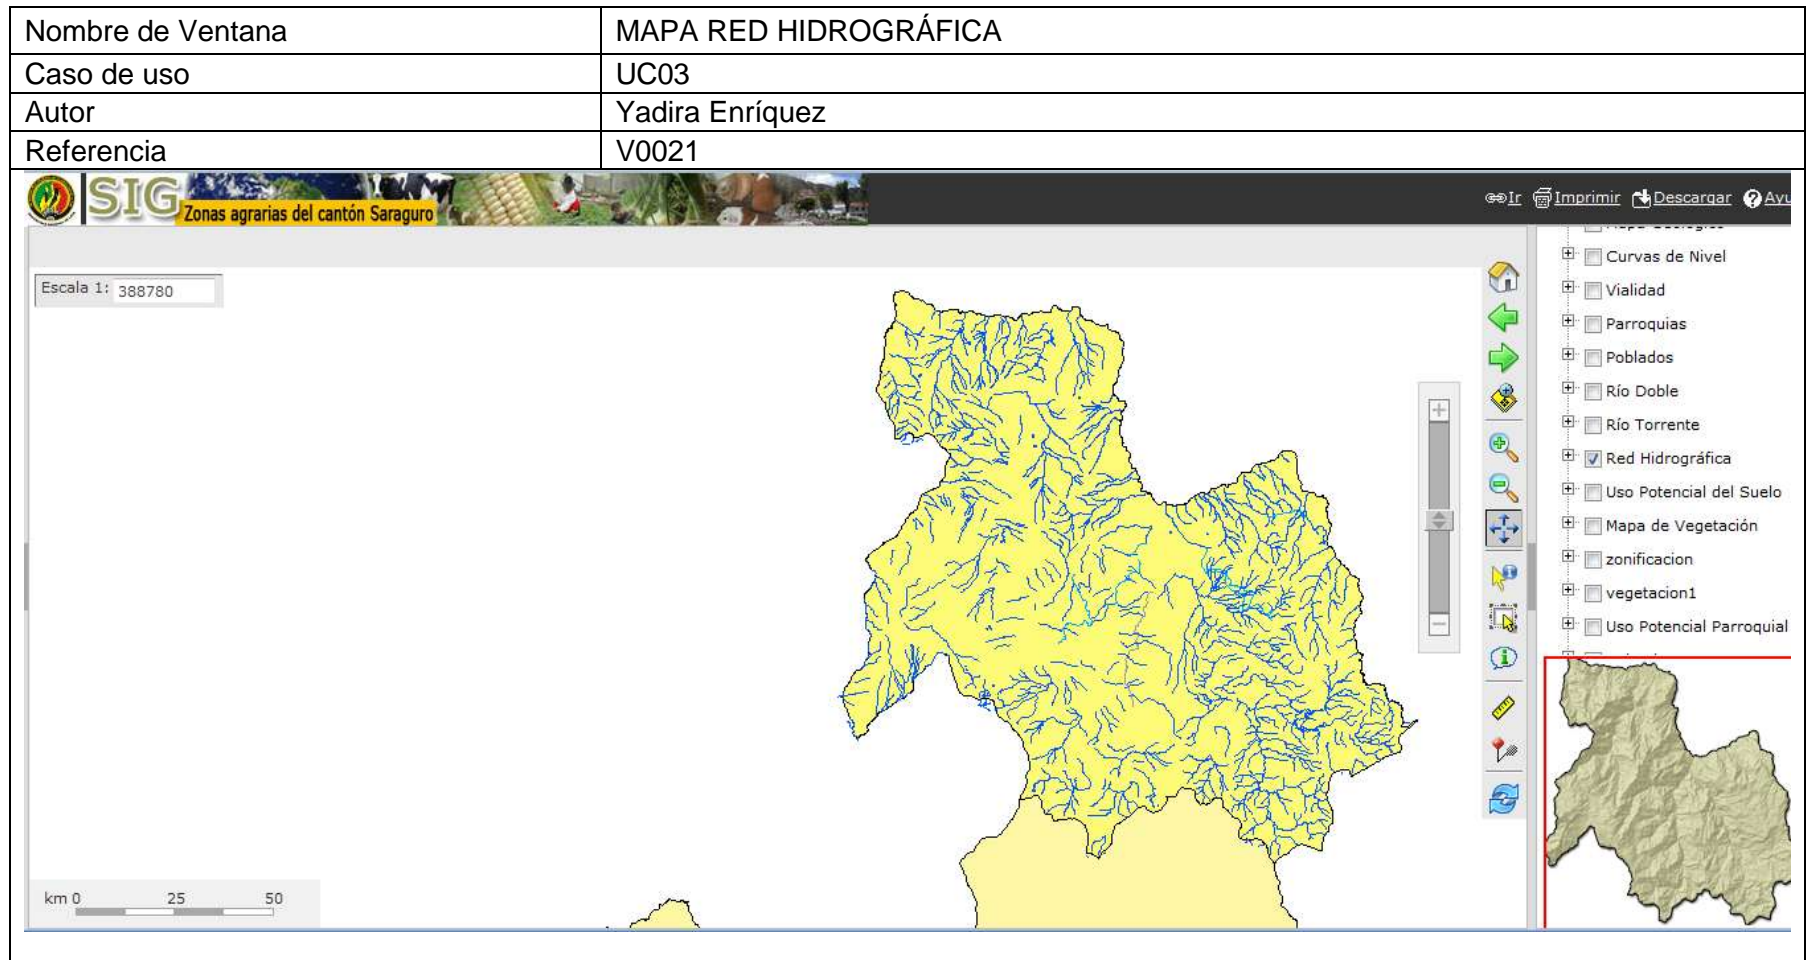 Nombre de Ventana MAPA RED HIDROGRÁFICA
Caso de uso UC03
Autor Yadira Enríquez
Referencia V0021
SIG Zonas agrarias del cantón Saraguro
Ir Imprimir Descargar Ayu
Curvas de Nivel
Escala 1: 388780
Vialidad
Parroquias
Poblados
Río Doble
Río Torrente
Red Hidrográfica
Uso Potencial del Suelo
Mapa de Vegetación
zonificacion
vegetacion1
Uso Potencial Parroquial
km 0 25 50